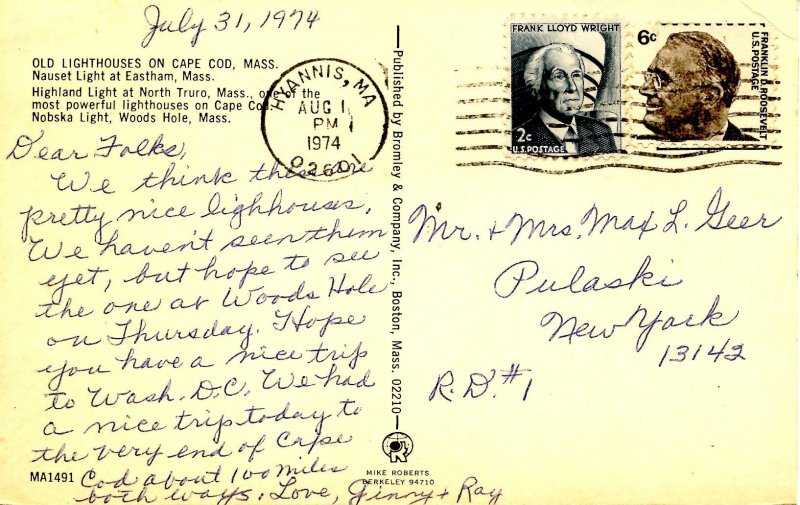 July 31, 1974
OLD LIGHTHOUSES ON CAPE COD, MASS.
Nauset Light at Eastham, Mass.
Highland Light at North Truro, Mass., one of the
most powerful lighthouses on Cape Cod.
Nobska Light, Woods Hole, Mass.
Dear Folks,
We think these are
pretty nice lighhouses.
We haven't seen them
yet, but hope to see
the one at Woods Hole
on Thursday. Hope
you have a nice trip
to Wash. D.C. We had
a nice trip today to
the very end of Cape
Cod about 100 miles
both ways. Love, Ginny + Ray
MA1491
HYANNIS, MA
AUG 1
PM
1974
02601
Published by Bromley & Company, Inc., Boston, Mass. 02210
MIKE ROBERTS
BERKELEY 94710
FRANK LLOYD WRIGHT
2c
U.S. POSTAGE
6c
FRANKLIN D. ROOSEVELT
U.S. POSTAGE
Mr. + Mrs. Max L. Geer
Pulaski
New York
13142
R.D. #1